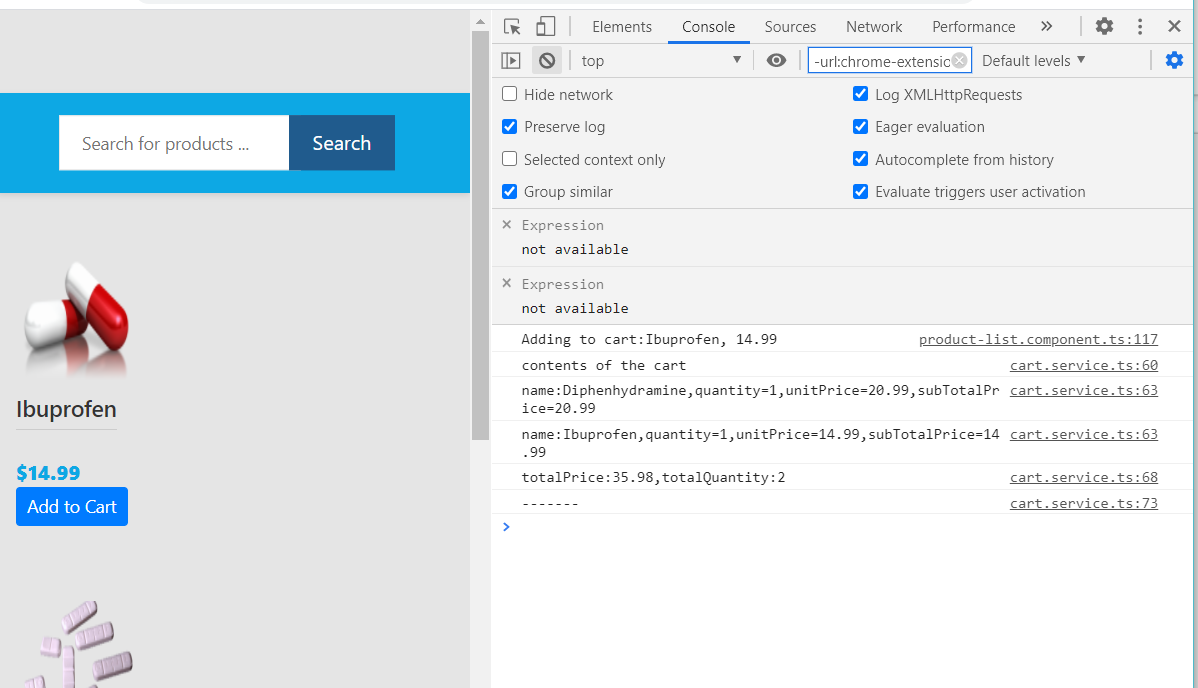 Search for products ...
Search
Ibuprofen
$14.99
Add to Cart
Elements Console Sources Network Performance »
top -url:chrome-extensio Default levels
Hide network Log XMLHttpRequests
Preserve log Eager evaluation
Selected context only Autocomplete from history
Group similar Evaluate triggers user activation
Expression
not available
Expression
not available
Adding to cart:Ibuprofen, 14.99 product-list.component.ts:117
contents of the cart cart.service.ts:60
name:Diphenhydramine,quantity=1,unitPrice=20.99,subTotalPr cart.service.ts:63
ice=20.99
name:Ibuprofen,quantity=1,unitPrice=14.99,subTotalPrice=14 cart.service.ts:63
.99
totalPrice:35.98,totalQuantity:2 cart.service.ts:68
------- cart.service.ts:73
>